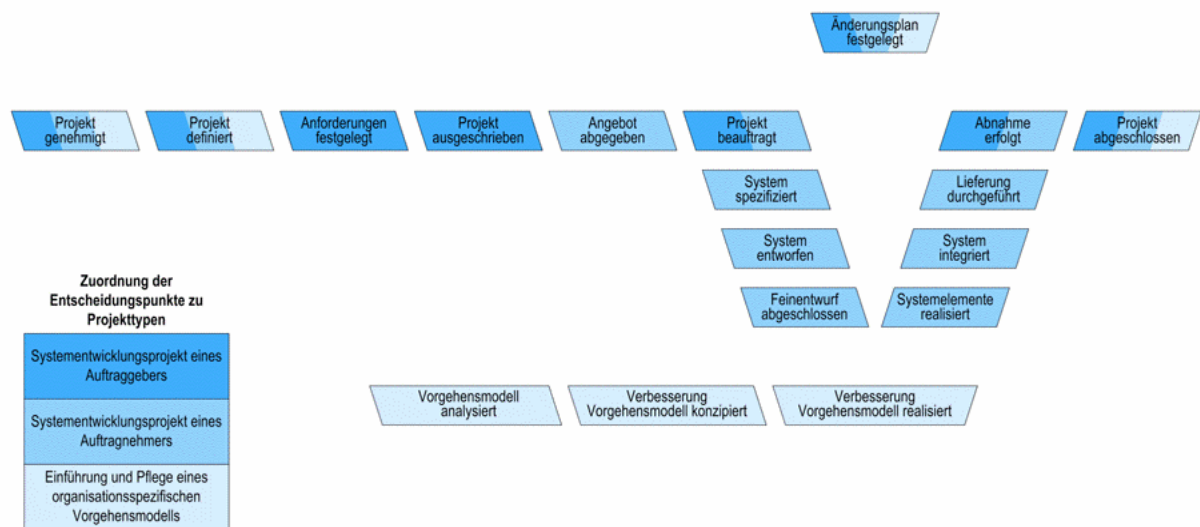 Änderungsplan
festgelegt
Projekt
genehmigt
Projekt
definiert
Anforderungen
festgelegt
Projekt
ausgeschrieben
Angebot
abgegeben
Projekt
beauftragt
Abnahme
erfolgt
Projekt
abgeschlossen
System
spezifiziert
Lieferung
durchgeführt
System
entworfen
System
integriert
Feinentwurf
abgeschlossen
Systemelemente
realisiert
Zuordnung der
Entscheidungspunkte zu
Projekttypen
Systementwicklungsprojekt eines
Auftraggebers
Systementwicklungsprojekt eines
Auftragnehmers
Einführung und Pflege eines
organisationsspezifischen
Vorgehensmodells
Vorgehensmodell
analysiert
Verbesserung
Vorgehensmodell konzipiert
Verbesserung
Vorgehensmodell realisiert